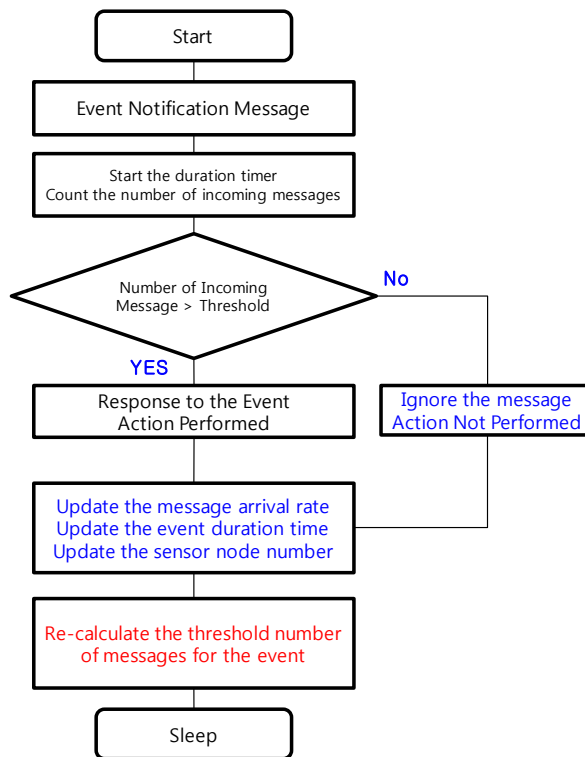 Start
Event Notification Message
Start the duration timer
Count the number of incoming messages
Number of Incoming
Message > Threshold
No
YES
Response to the Event
Action Performed
Ignore the message
Action Not Performed
Update the message arrival rate
Update the event duration time
Update the sensor node number
Re-calculate the threshold number
of messages for the event
Sleep